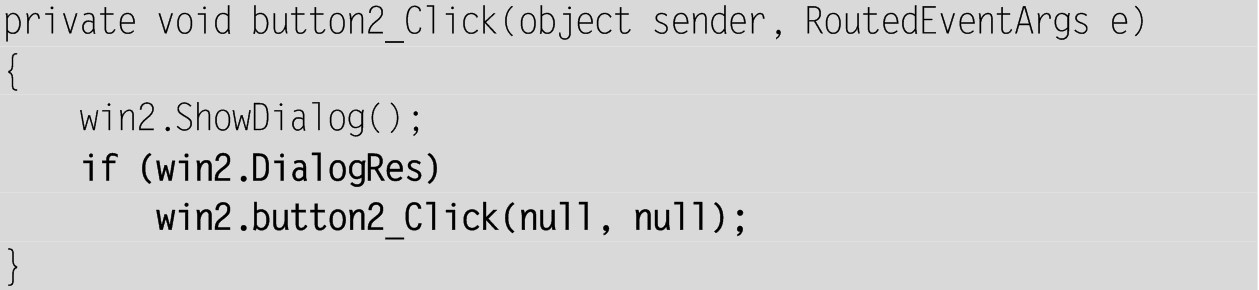 private void button2_Click(object sender, RoutedEventArgs e)
{
    win2.ShowDialog();
    if (win2.DialogRes)
        win2.button2_Click(null, null);
}